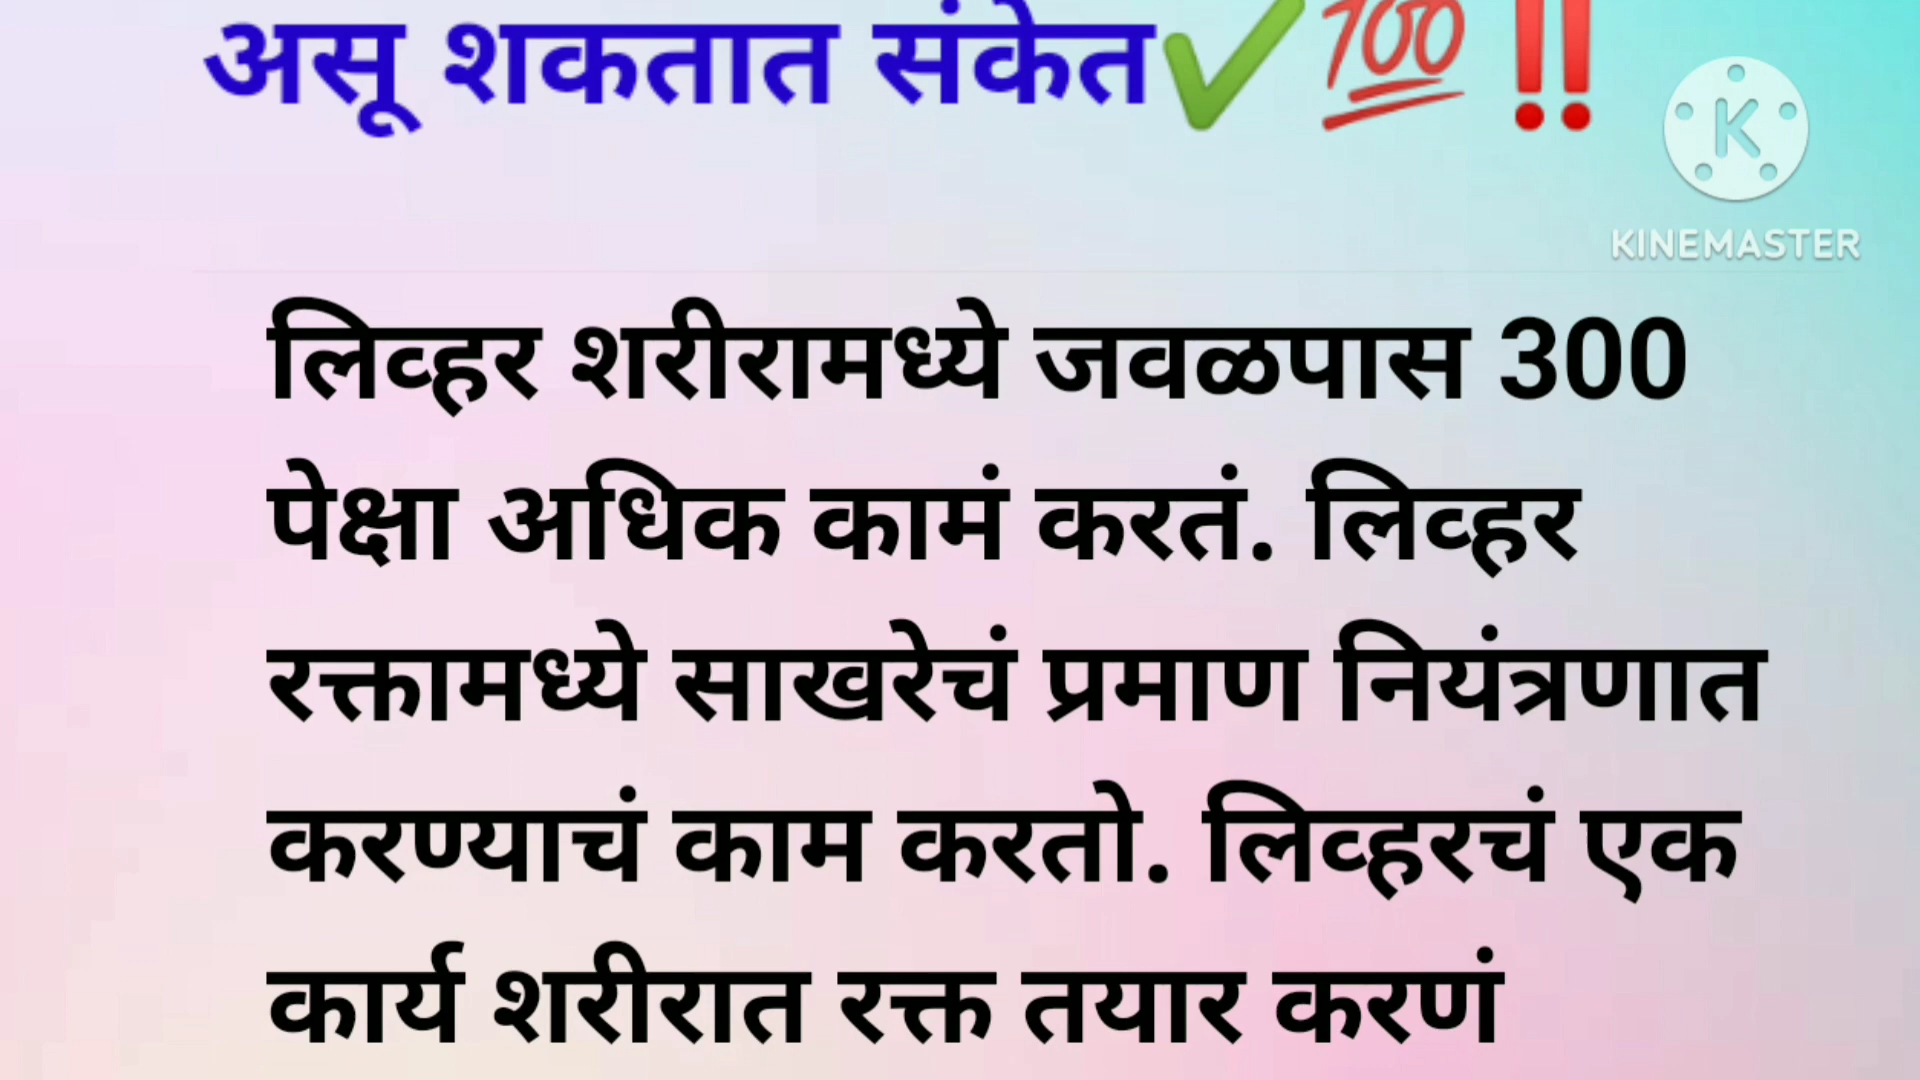 असू शकतात संकेत✔💯‼
KINEMASTER
लिव्हर शरीरामध्ये जवळपास 300
पेक्षा अधिक कामं करतं. लिव्हर
रक्तामध्ये साखरेचं प्रमाण नियंत्रणात
करण्याचं काम करतो. लिव्हरचं एक
कार्य शरीरात रक्त तयार करणं